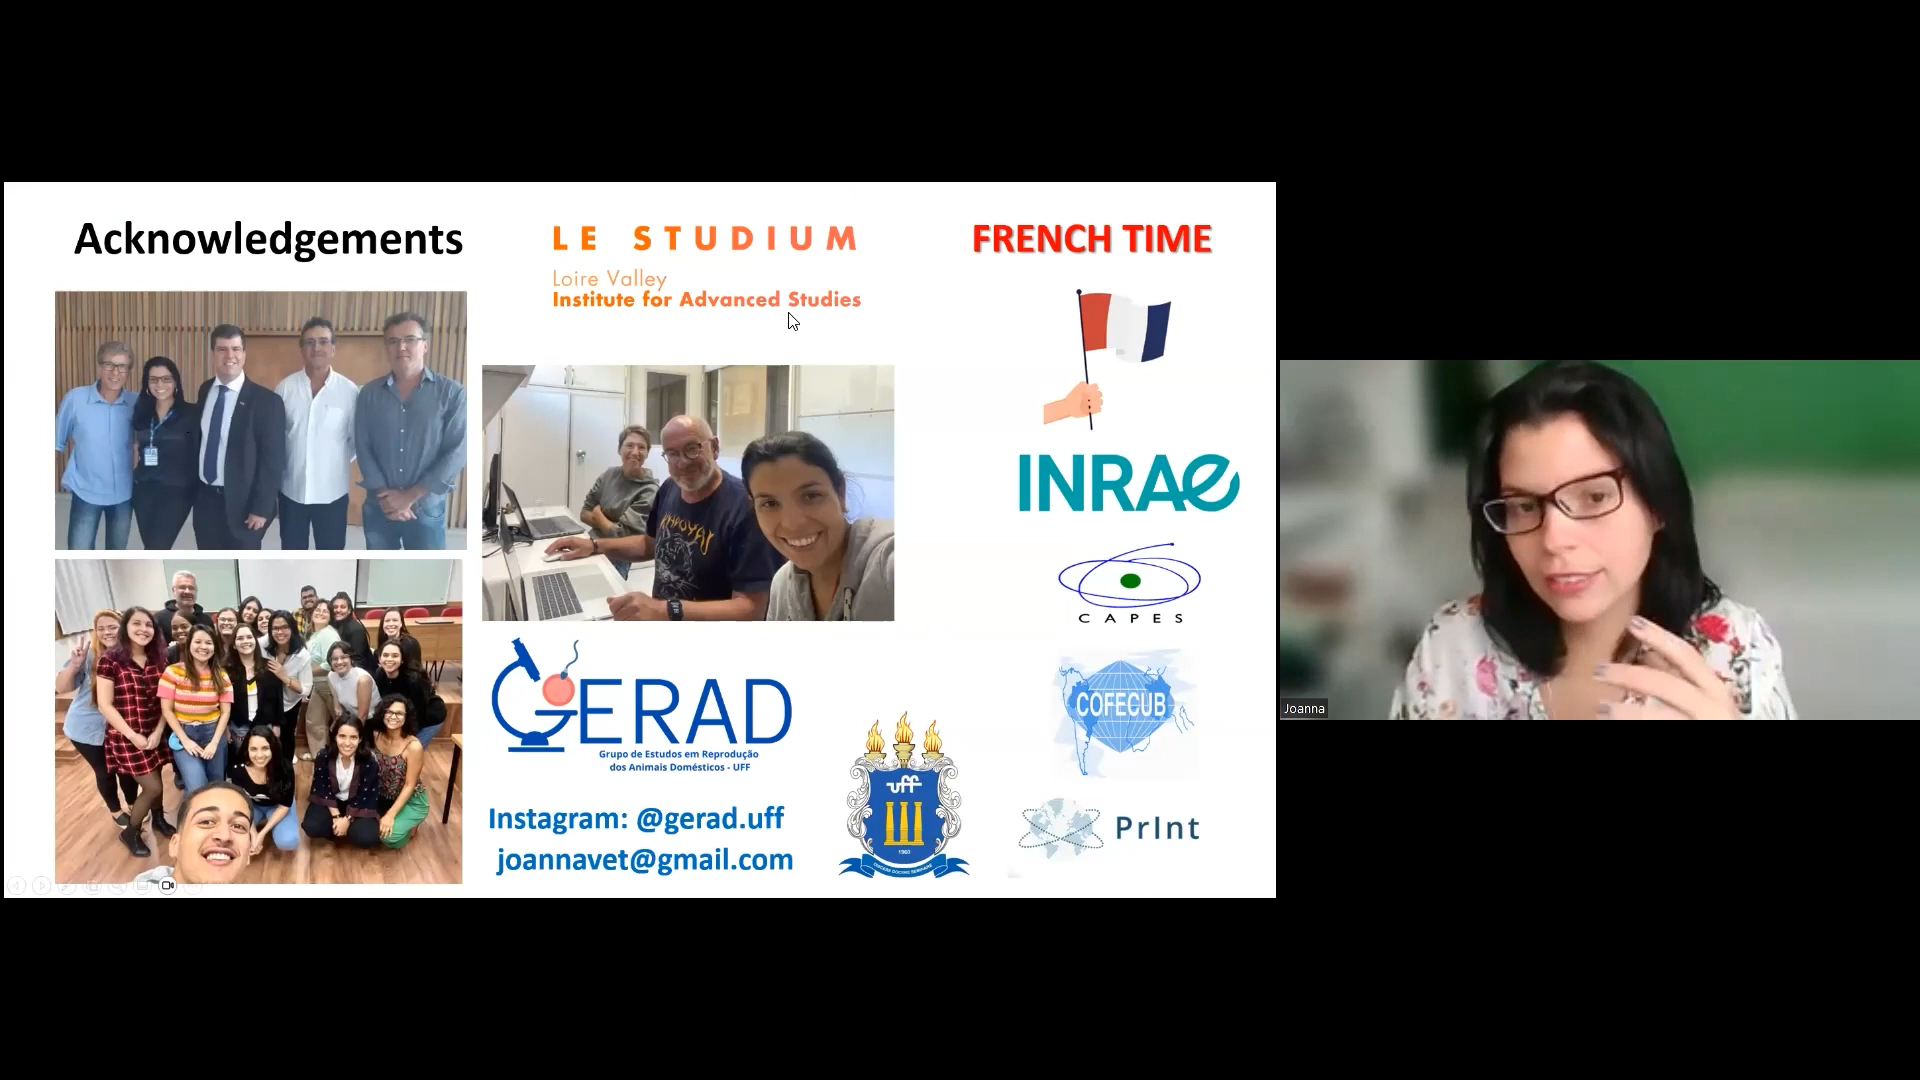 Acknowledgements
LE STUDIUM
Loire Valley
Institute for Advanced Studies
FRENCH TIME
INRAE
CAPES
COFECUB
PrInt
GERAD
Grupo de Estudos em Reprodução
dos Animais Domésticos - UFF
uff
1960
Instagram: @gerad.uff
joannavet@gmail.com
Joanna